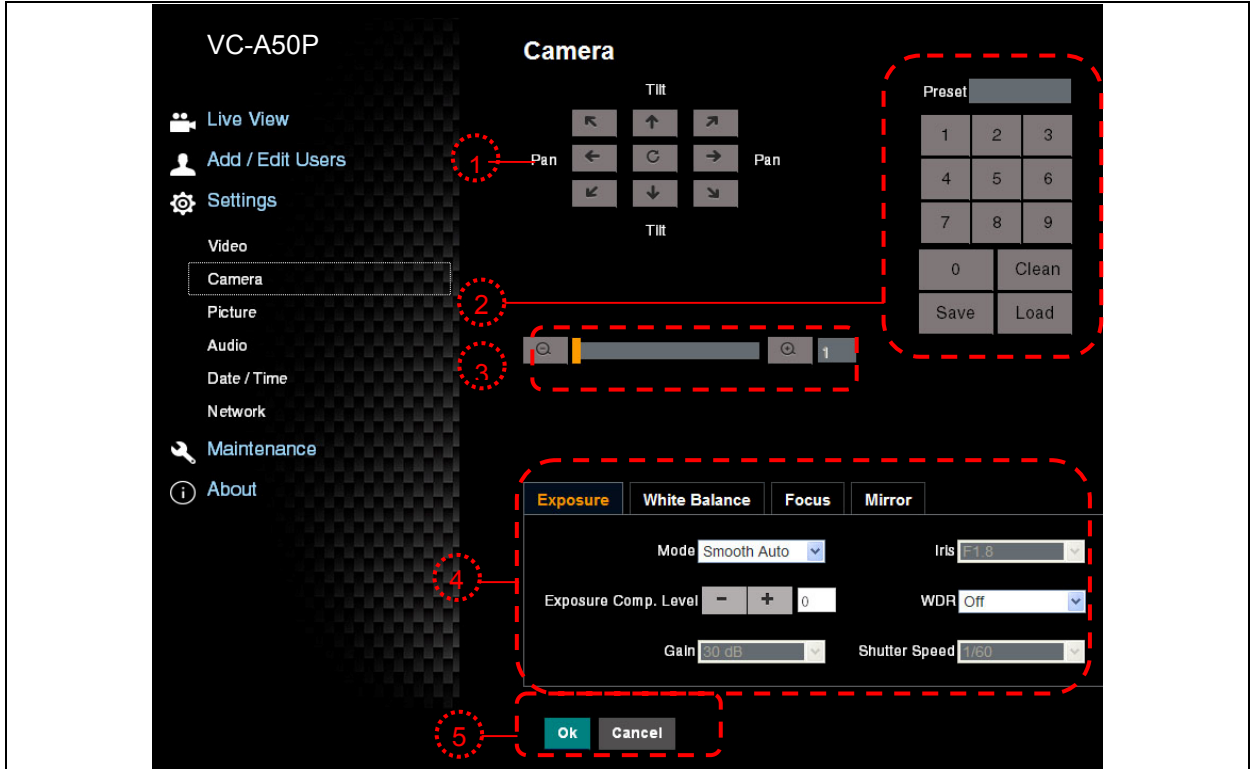 VC-A50P
Live View
Add / Edit Users
Settings
Video
Camera
Picture
Audio
Date / Time
Network
Maintenance
About
Camera
Tilt
Pan
Pan
Tilt
1
Preset
1 2 3
4 5 6
7 8 9
0 Clean
Save Load
2
1
3
Exposure White Balance Focus Mirror
Mode Smooth Auto Iris F1.8
Exposure Comp. Level - + 0 WDR Off
Gain 30 dB Shutter Speed 1/60
4
Ok Cancel
5